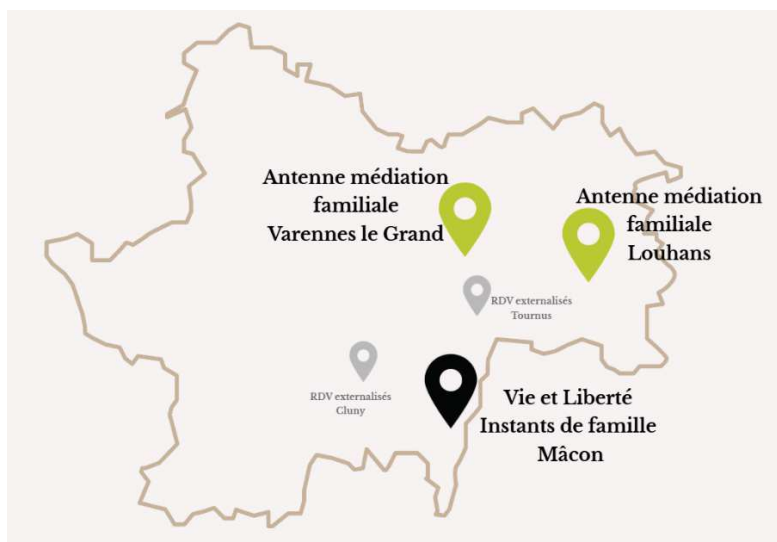 Antenne médiation
familiale
Varennes le Grand
Antenne médiation
familiale
Louhans
RDV externalisés
Tournus
RDV externalisés
Cluny
Vie et Liberté
Instants de famille
Mâcon